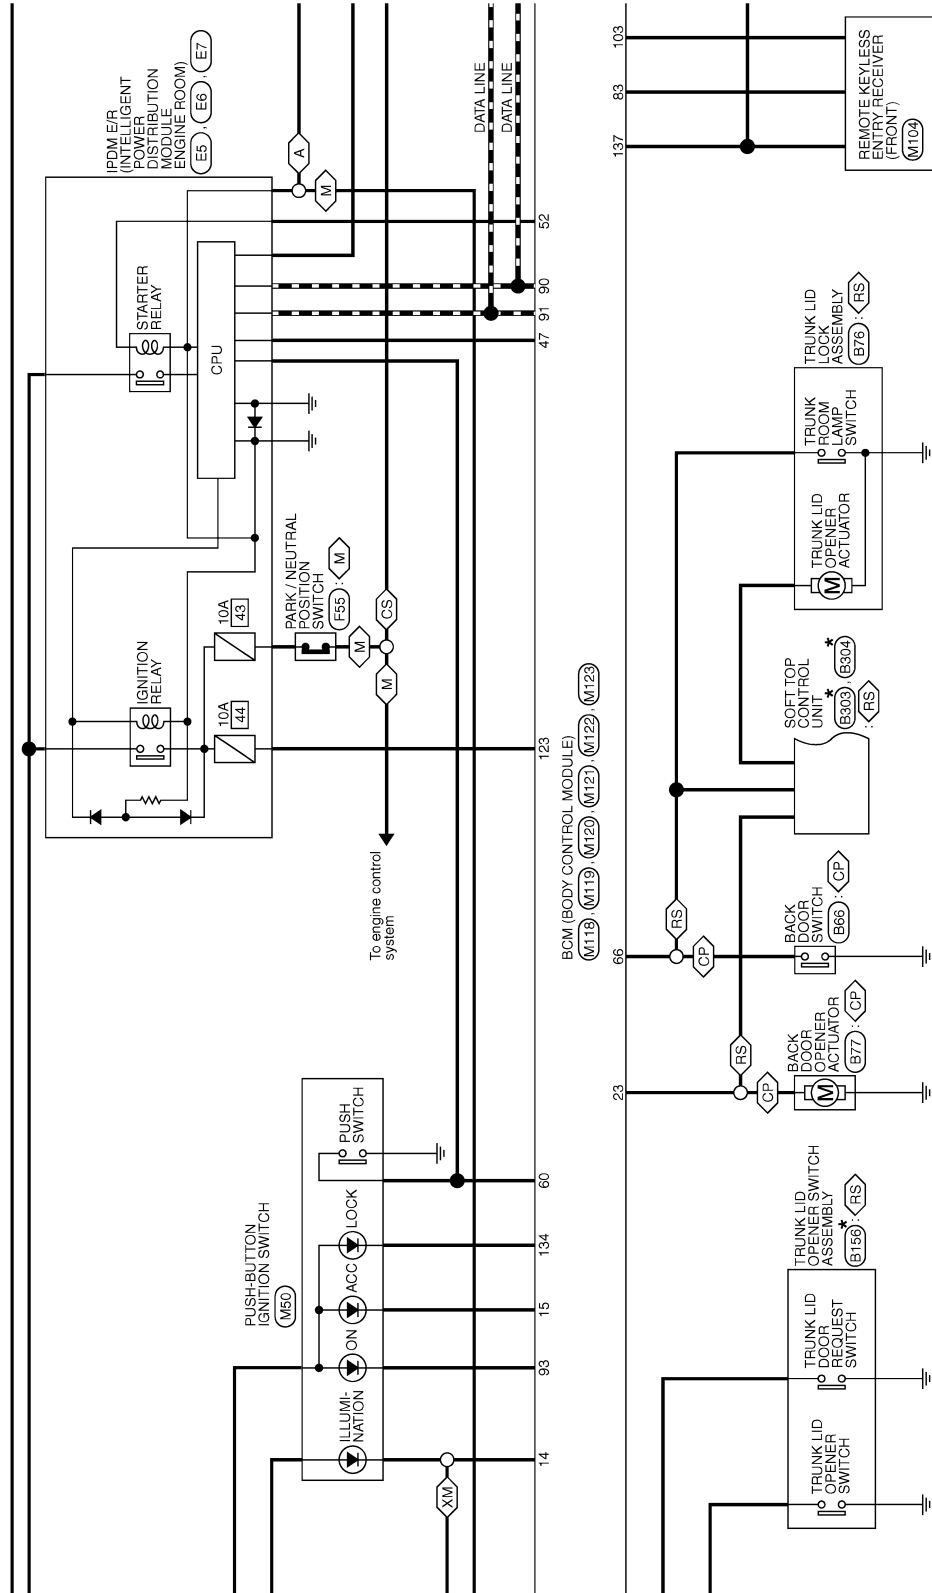 IPDM E/R
(INTELLIGENT
POWER
DISTRIBUTION
MODULE
ENGINE ROOM)
E5 , E6 , E7
STARTER
RELAY
CPU
IGNITION
RELAY
10A
44
10A
43
PARK / NEUTRAL
POSITION
SWITCH
F55 : M
M
CS
M
A
M
To engine control
system
DATA LINE
DATA LINE
52
90
91
47
123
60
134
15
93
14
PUSH-BUTTON
IGNITION SWITCH
M50
PUSH
SWITCH
LOCK
ACC
ON
ILLUMI-
NATION
XM
BCM (BODY CONTROL MODULE)
M118 , M119 , M120 , M121 , M122 , M123
103
83
137
66
23
REMOTE KEYLESS
ENTRY RECEIVER
(FRONT)
M104
TRUNK LID
LOCK
ASSEMBLY
B76 : RS
TRUNK
ROOM
LAMP
SWITCH
TRUNK LID
OPENER
ACTUATOR
M
SOFT TOP
CONTROL
UNIT
*B303 , *B304
: RS
RS
CP
BACK
DOOR
SWITCH
B66 : CP
RS
CP
BACK
DOOR
OPENER
ACTUATOR
B77 : CP
M
TRUNK LID
OPENER SWITCH
ASSEMBLY
B156* : RS
TRUNK LID
DOOR
REQUEST
SWITCH
TRUNK LID
OPENER
SWITCH